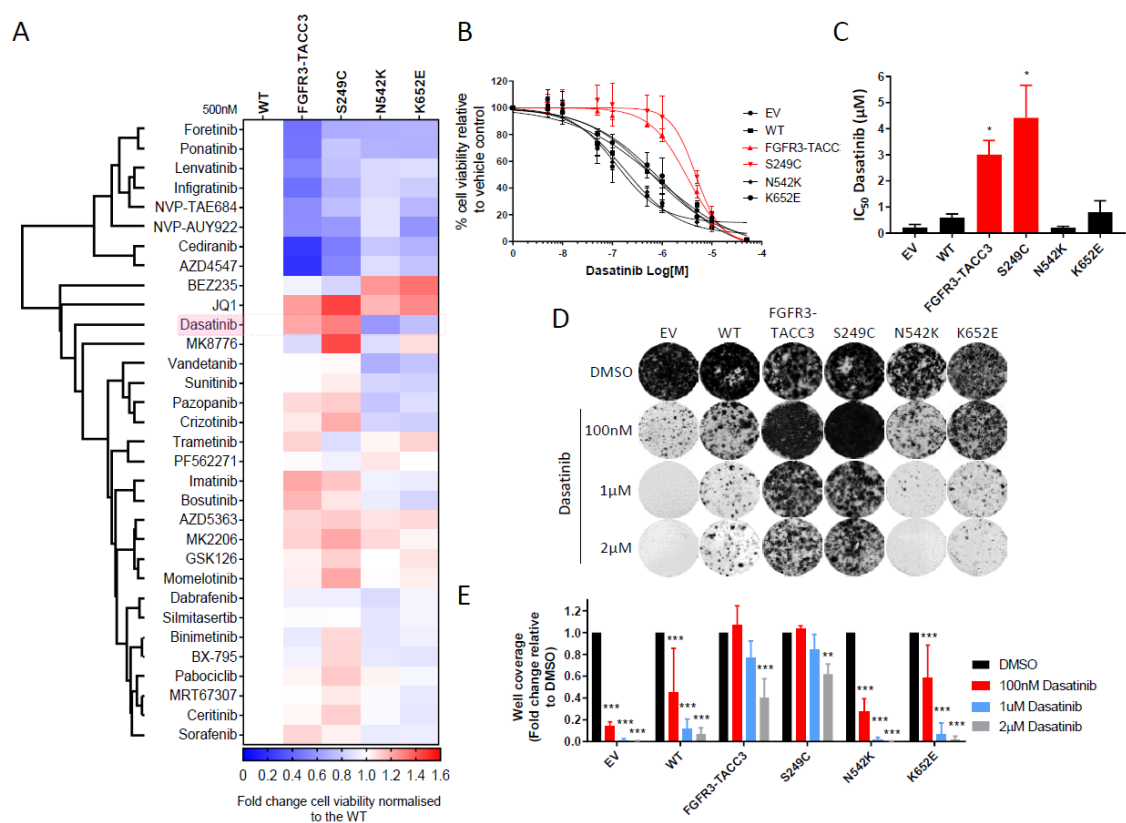 A
500nM
WT
FGFR3-TACC3
S249C
N542K
K652E
Foretinib
Ponatinib
Lenvatinib
Infigratinib
NVP-TAE684
NVP-AUY922
Cediranib
AZD4547
BEZ235
JQ1
Dasatinib
MK8776
Vandetanib
Sunitinib
Pazopanib
Crizotinib
Trametinib
PF562271
Imatinib
Bosutinib
AZD5363
MK2206
GSK126
Momelotinib
Dabrafenib
Silmitasertib
Binimetinib
BX-795
Pabociclib
MRT67307
Ceritinib
Sorafenib
0 0.2 0.4 0.6 0.8 1.0 1.2 1.4 1.6
Fold change cell viability normalised
to the WT
B
% cell viability relative
to vehicle control
120
100
80
60
40
20
0
-9 -8 -7 -6 -5 -4
Dasatinib Log[M]
EV
WT
FGFR3-TACC3
S249C
N542K
K652E
C
IC50 Dasatinib (µM)
6
5
4
3
2
1
0
* *
EV
WT
FGFR3-TACC3
S249C
N542K
K652E
D
EV WT FGFR3-
TACC3 S249C N542K K652E
DMSO
Dasatinib
100nM
1µM
2µM
E
Well coverage
(Fold change relative
to DMSO)
1.2
1.0
0.8
0.6
0.4
0.2
0.0
*** *** ***
*** *** ***
***
**
*** *** ***
*** *** ***
EV
WT
FGFR3-TACC3
S249C
N542K
K652E
DMSO
100nM Dasatinib
1uM Dasatinib
2µM Dasatinib